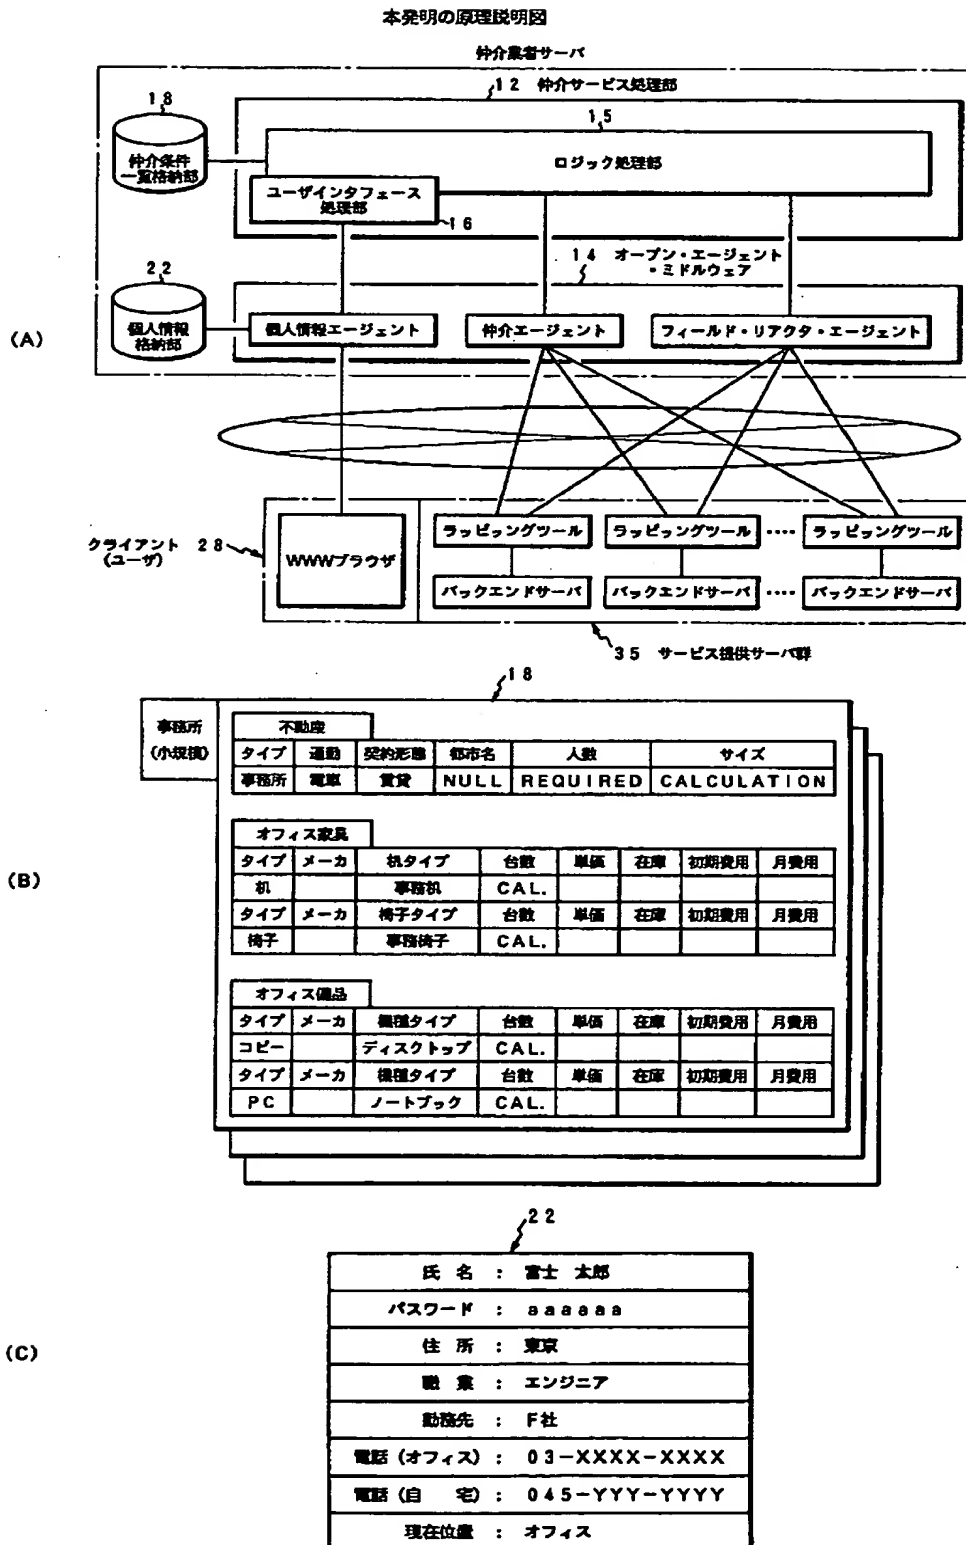 本発明の原理説明図
仲介業者サーバ
12 仲介サービス処理部
18
15
仲介条件
一覧格納部
ロジック処理部
ユーザインタフェース
処理部
16
14 オープン・エージェント
・ミドルウェア
22
(A)
個人情報
格納部
個人情報エージェント
仲介エージェント
フィールド・リアクタ・エージェント
クライアント
(ユーザ)
28
WWWブラウザ
ラッピングツール
ラッピングツール
‥‥
ラッピングツール
バックエンドサーバ
バックエンドサーバ
‥‥
バックエンドサーバ
35 サービス提供サーバ群
18
事務所
(小規模)
不動産
タイプ 通勤 契約形態 都市名 人数 サイズ
事務所 電車 賃貸 NULL REQUIRED CALCULATION
(B)
オフィス家具
タイプ メーカ 机タイプ 台数 単価 在庫 初期費用 月費用
机 事務机 CAL.
タイプ メーカ 椅子タイプ 台数 単価 在庫 初期費用 月費用
椅子 事務椅子 CAL.
オフィス備品
タイプ メーカ 機種タイプ 台数 単価 在庫 初期費用 月費用
コピー ディスクトップ CAL.
タイプ メーカ 機種タイプ 台数 単価 在庫 初期費用 月費用
PC ノートブック CAL.
22
(C)
氏 名 : 富士 太郎
パスワード : aaaaaa
住 所 : 東京
職 業 : エンジニア
勤務先 : F社
電話(オフィス): 03-XXXX-XXXX
電話(自 宅): 045-YYY-YYYY
現在位置 : オフィス